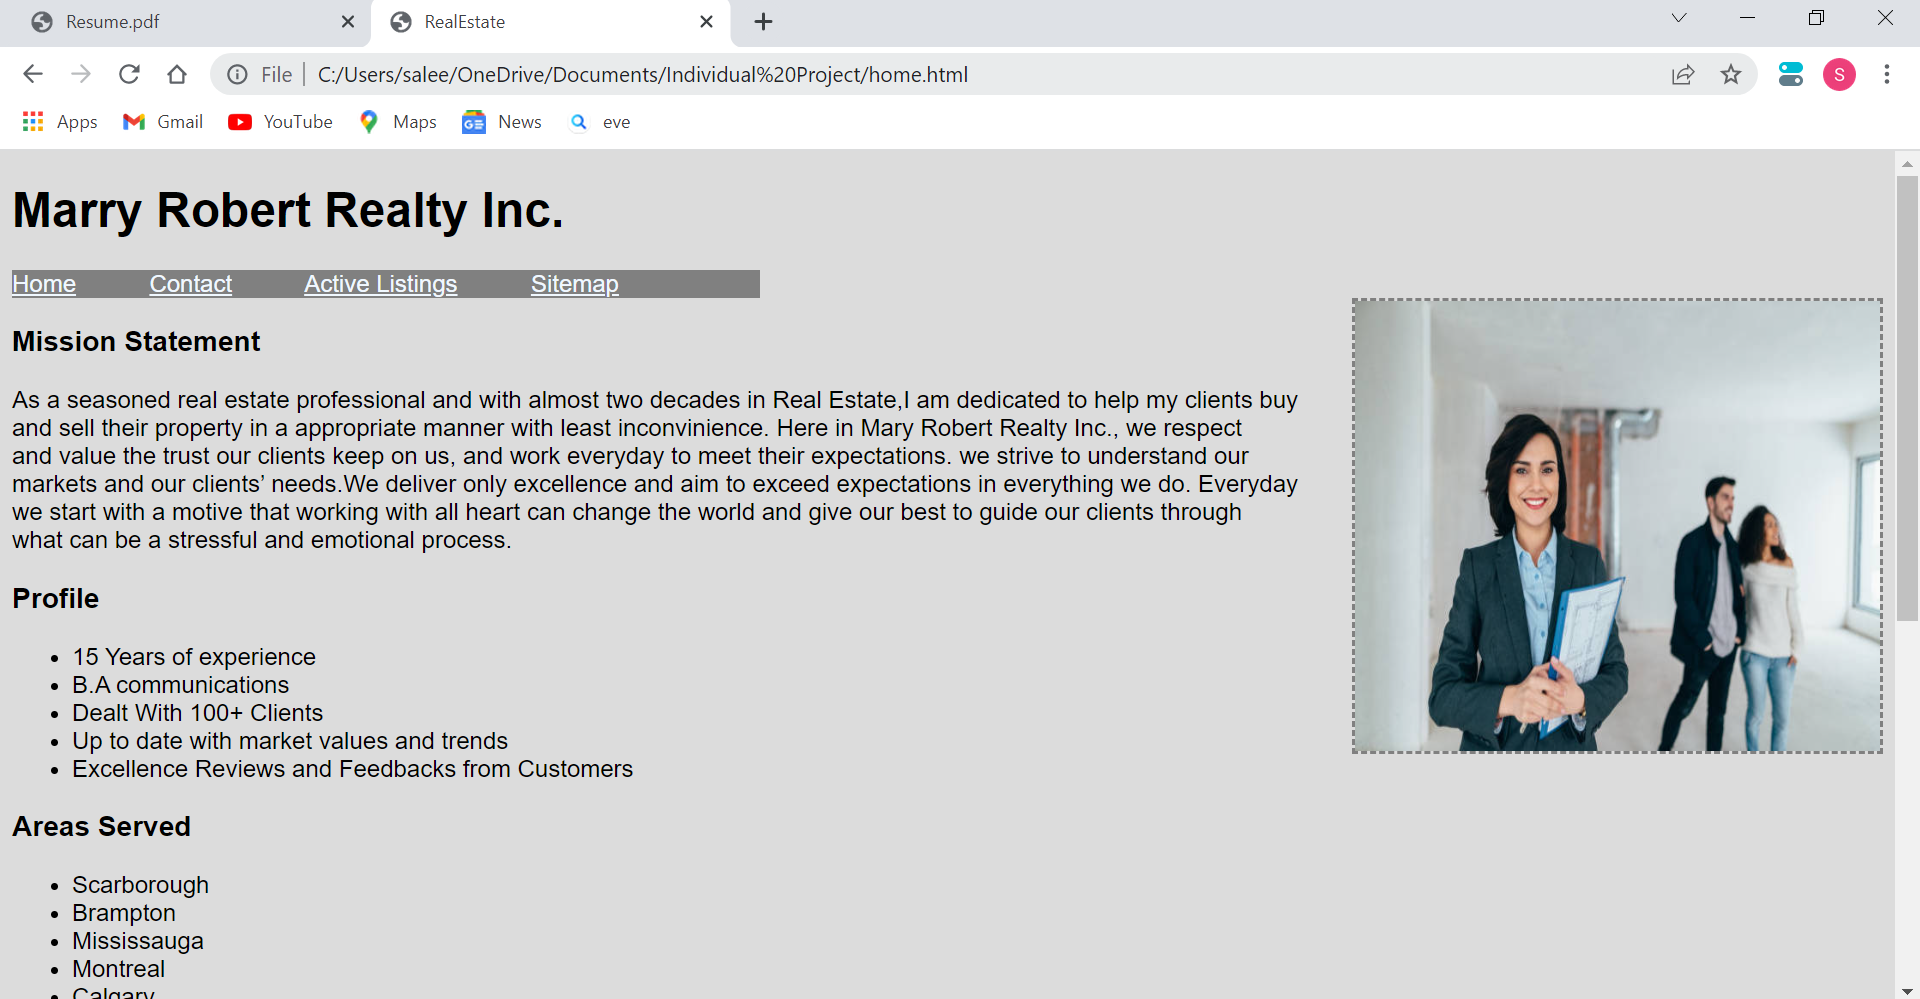 Resume.pdf
RealEstate
File
C:/Users/salee/OneDrive/Documents/Individual%20Project/home.html
S
Apps
Gmail
YouTube
Maps
GE
News
eve
Marry Robert Realty Inc.
Home
Contact
Active Listings
Sitemap
Mission Statement
As a seasoned real estate professional and with almost two decades in Real Estate,I am dedicated to help my clients buy
and sell their property in a appropriate manner with least inconvinience. Here in Mary Robert Realty Inc., we respect
and value the trust our clients keep on us, and work everyday to meet their expectations. we strive to understand our
markets and our clients’ needs.We deliver only excellence and aim to exceed expectations in everything we do. Everyday
we start with a motive that working with all heart can change the world and give our best to guide our clients through
what can be a stressful and emotional process.
Profile
• 15 Years of experience
• B.A communications
• Dealt With 100+ Clients
• Up to date with market values and trends
• Excellence Reviews and Feedbacks from Customers
Areas Served
• Scarborough
• Brampton
• Mississauga
• Montreal
• Calgary